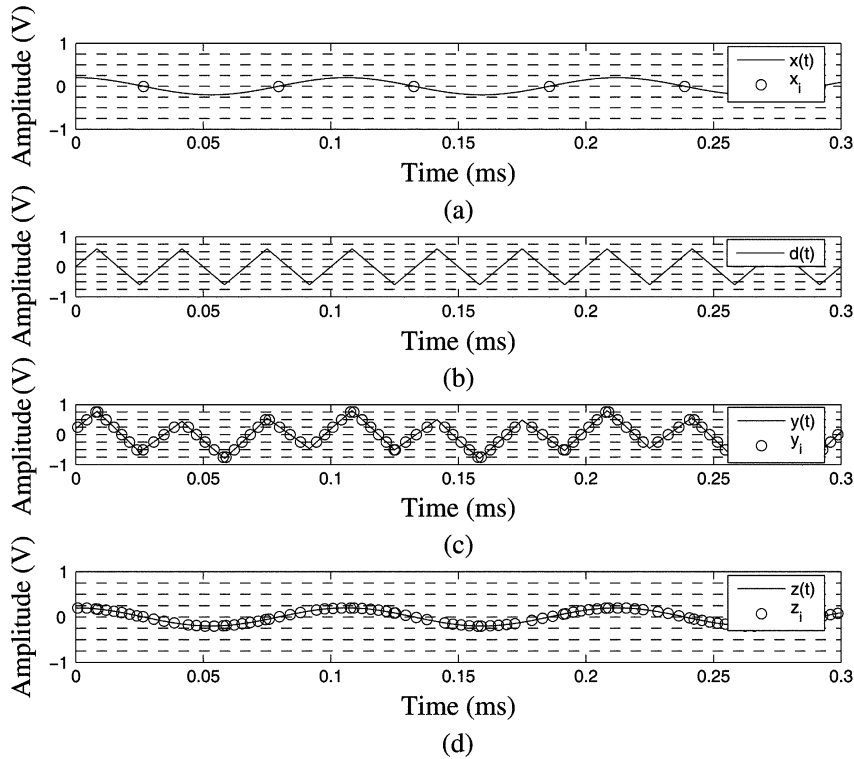 1
0
−1
Amplitude (V)
x(t)
x_i
0 0.05 0.1 0.15 0.2 0.25 0.3
Time (ms)
(a)
1
0
−1
Amplitude (V)
d(t)
0 0.05 0.1 0.15 0.2 0.25 0.3
Time (ms)
(b)
1
0
−1
Amplitude (V)
y(t)
y_i
0 0.05 0.1 0.15 0.2 0.25 0.3
Time (ms)
(c)
1
0
−1
Amplitude (V)
z(t)
z_i
0 0.05 0.1 0.15 0.2 0.25 0.3
Time (ms)
(d)